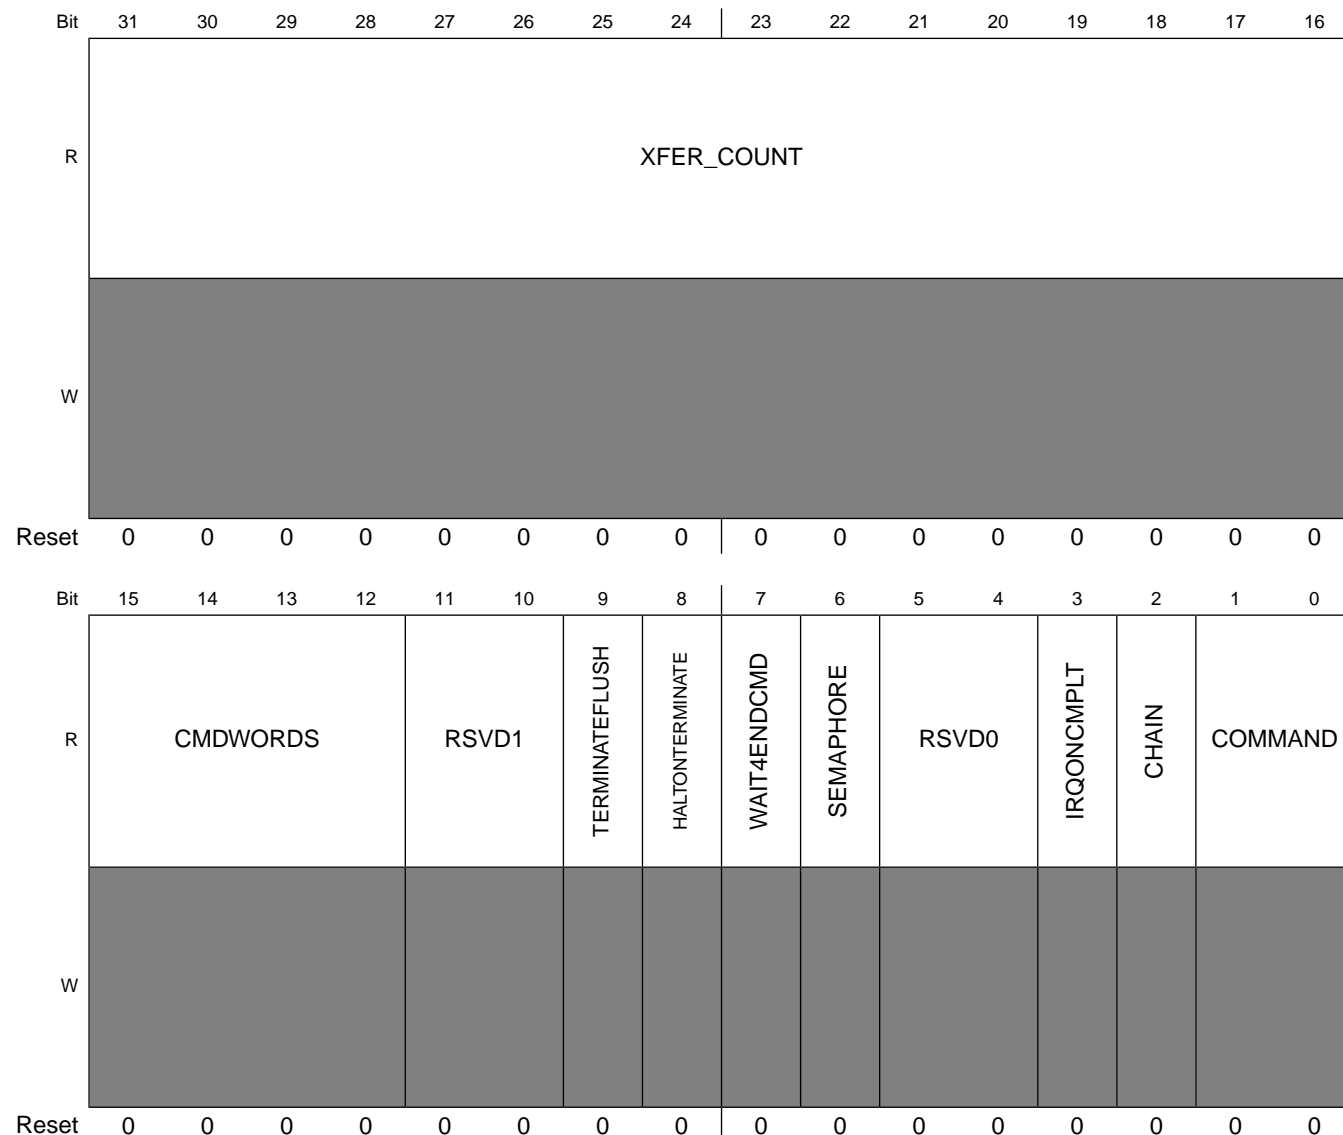 Bit 31 30 29 28 27 26 25 24 23 22 21 20 19 18 17 16
R XFER_COUNT
W
Reset 0 0 0 0 0 0 0 0 0 0 0 0 0 0 0 0
Bit 15 14 13 12 11 10 9 8 7 6 5 4 3 2 1 0
R CMDWORDS RSVD1 TERMINATEFLUSH HALTONTERMINATE WAIT4ENDCMD SEMAPHORE RSVD0 IRQONCMPLT CHAIN COMMAND
W
Reset 0 0 0 0 0 0 0 0 0 0 0 0 0 0 0 0